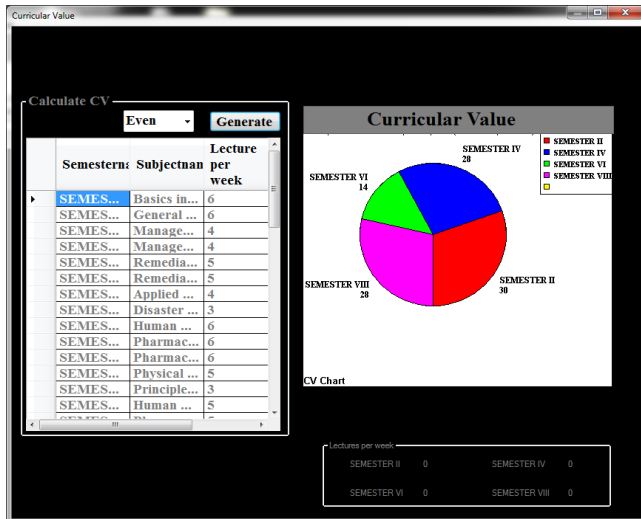 Curricular Value
Calculate CV
Even
Generate
Semesterna Subjectnan Lecture per week
SEMES... Basics in... 6
SEMES... General ... 6
SEMES... Manage... 4
SEMES... Manage... 4
SEMES... Remedia... 5
SEMES... Remedia... 5
SEMES... Applied ... 4
SEMES... Disaster ... 3
SEMES... Human ... 6
SEMES... Pharmac... 6
SEMES... Pharmac... 6
SEMES... Physical ... 5
SEMES... Principle... 3
SEMES... Human ... 5
Curricular Value
SEMESTER II
SEMESTER IV
SEMESTER VI
SEMESTER VIII
SEMESTER IV
28
SEMESTER VI
14
SEMESTER VIII
28
SEMESTER II
30
CV Chart
Lectures per week
SEMESTER II 0 SEMESTER IV 0
SEMESTER VI 0 SEMESTER VIII 0